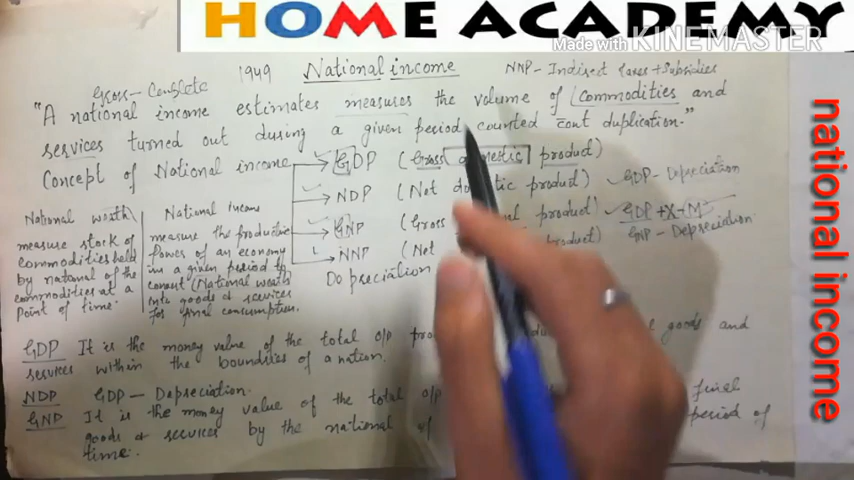 HOME ACADEMY
Made with KINEMASTER
Gross - Complete 1949 National income NNP - Indirect Taxes + Subsidies
"A national income estimates measures the volume of commodities and
services turned out during a given period counted duplication."
Concept of National income
GDP (Gross domestic product)
NDP (Net product) GDP - Depreciation
GNP (Gross product) GDP + X - M
NNP (Net product) GNP - Depreciation
Depreciation
National wealth
measure stock of
commodities held
by national of the
commodities at a
point of time.
National Income
measure the productive
Power of an economy
in a given period to
convert (National wealth
into goods & services
for final consumption.
GDP It is the money value of the total o/p goods and
services within the boundries of a nation.
NDP GDP - Depreciation.
GNP It is the money value of the total o/p final
goods & services by the national of period of
time.
national income